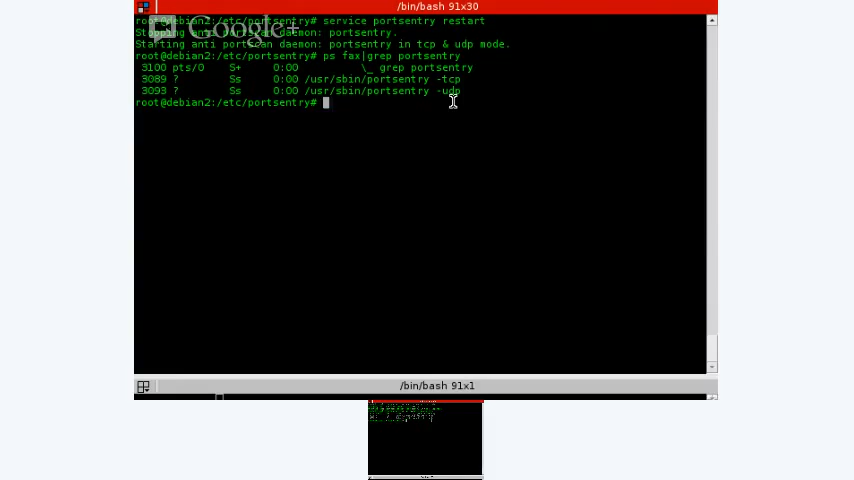 /bin/bash 91x30
root@debian2:/etc/portsentry# service portsentry restart
Stopping anti portscan daemon: portsentry.
Starting anti portscan daemon: portsentry in tcp & udp mode.
root@debian2:/etc/portsentry# ps fax|grep portsentry
3100 pts/0 S+ 0:00 \_ grep portsentry
3089 ? Ss 0:00 /usr/sbin/portsentry -tcp
3093 ? Ss 0:00 /usr/sbin/portsentry -udp
root@debian2:/etc/portsentry#
Google+
/bin/bash 91x1